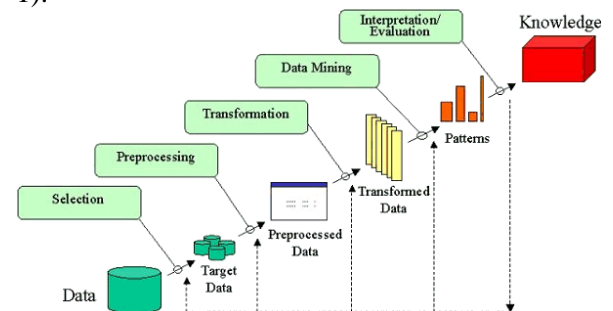 1).
Interpretation/
Evaluation
Knowledge
Data Mining
Transformation
Patterns
Preprocessing
Transformed
Data
Selection
Preprocessed
Data
Target
Data
Data